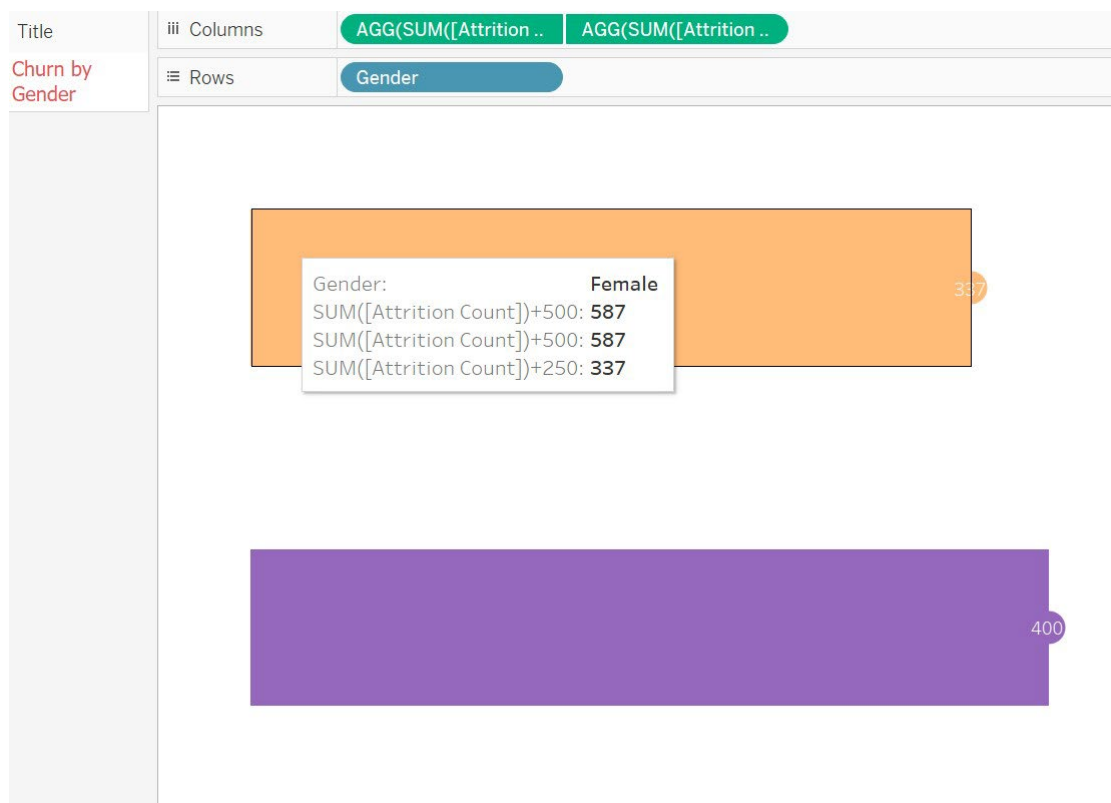 Title
Churn by
Gender
iii Columns
AGG(SUM([Attrition ..
AGG(SUM([Attrition ..
Rows
Gender
Gender: Female
SUM([Attrition Count])+500: 587
SUM([Attrition Count])+500: 587
SUM([Attrition Count])+250: 337
337
400